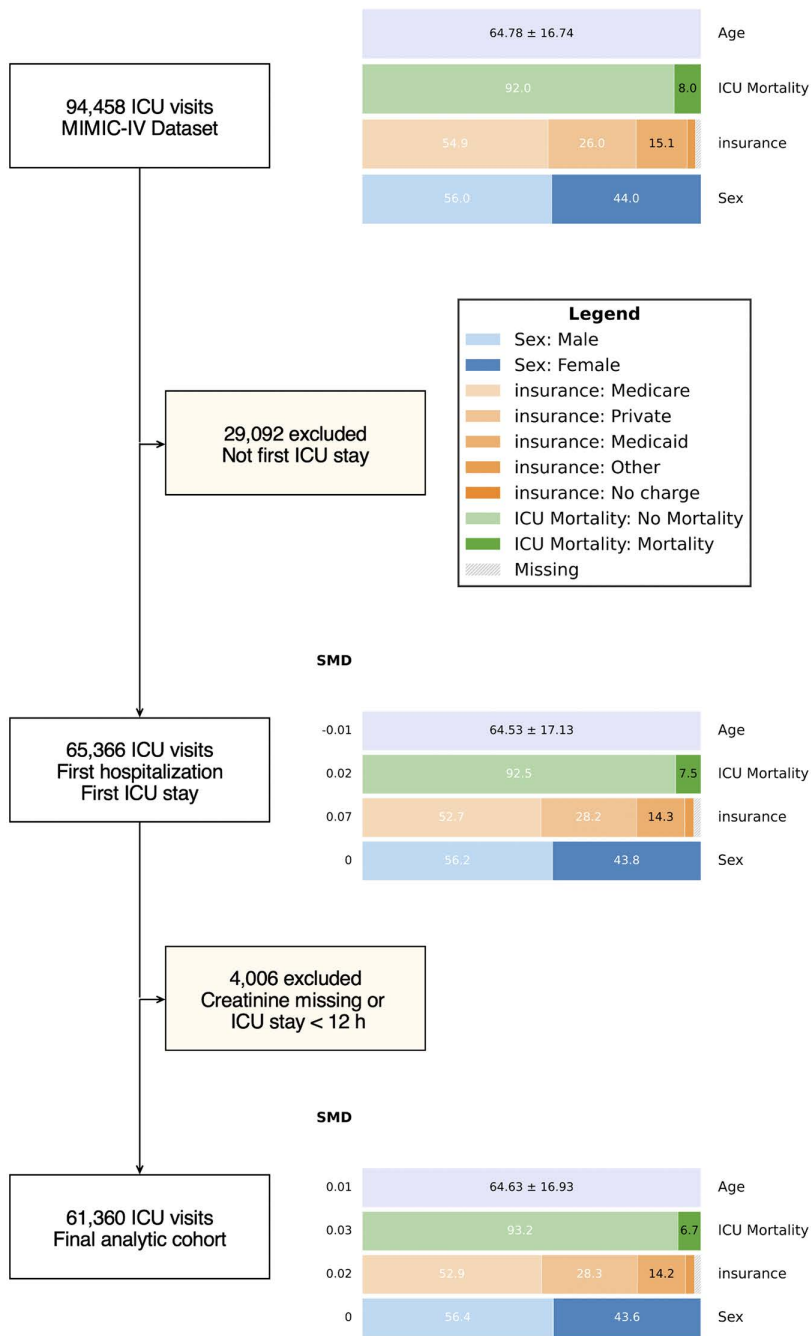 94,458 ICU visits
MIMIC-IV Dataset
64.78 ± 16.74
Age
92.0
8.0
ICU Mortality
54.9
26.0
15.1
insurance
56.0
44.0
Sex
Legend
Sex: Male
Sex: Female
insurance: Medicare
insurance: Private
insurance: Medicaid
insurance: Other
insurance: No charge
ICU Mortality: No Mortality
ICU Mortality: Mortality
Missing
29,092 excluded
Not first ICU stay
SMD
65,366 ICU visits
First hospitalization
First ICU stay
-0.01
64.53 ± 17.13
Age
0.02
92.5
7.5
ICU Mortality
0.07
52.7
28.2
14.3
insurance
0
56.2
43.8
Sex
4,006 excluded
Creatinine missing or
ICU stay < 12 h
SMD
61,360 ICU visits
Final analytic cohort
0.01
64.63 ± 16.93
Age
0.03
93.2
6.7
ICU Mortality
0.02
52.9
28.3
14.2
insurance
0
56.4
43.6
Sex